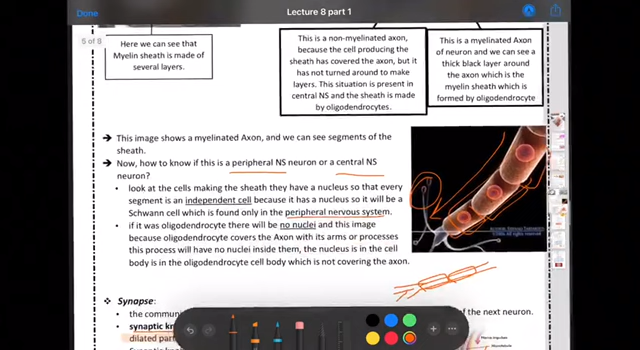 Done
Lecture 8 part 1
5 of 8
Here we can see that
Myelin sheath is made of
several layers.
This is a non-myelinated axon,
because the cell producing the
sheath has covered the axon, but it
has not turned around to make
layers. This situation is present in
central NS and the sheath is made
by oligodendrocytes.
This is a myelinated Axon
of neuron and we can see a
thick black layer around
the axon which is the
myelin sheath which is
formed by oligodendrocyte
→ This image shows a myelinated Axon, and we can see segments of the
sheath.
→ Now, how to know if this is a peripheral NS neuron or a central NS
neuron?
• look at the cells making the sheath they have a nucleus so that every
segment is an independent cell because it has a nucleus so it will be a
Schwann cell which is found only in the peripheral nervous system.
• if it was oligodendrocyte there will be no nuclei and this image
because oligodendrocyte covers the Axon with its arms or processes
this process will have no nuclei inside them, the nucleus is in the cell
body is in the oligodendrocyte cell body which is not covering the axon.
❖ Synapse:
• the communi
of the next neuron.
• synaptic kn
dilated part
Nerve impulse